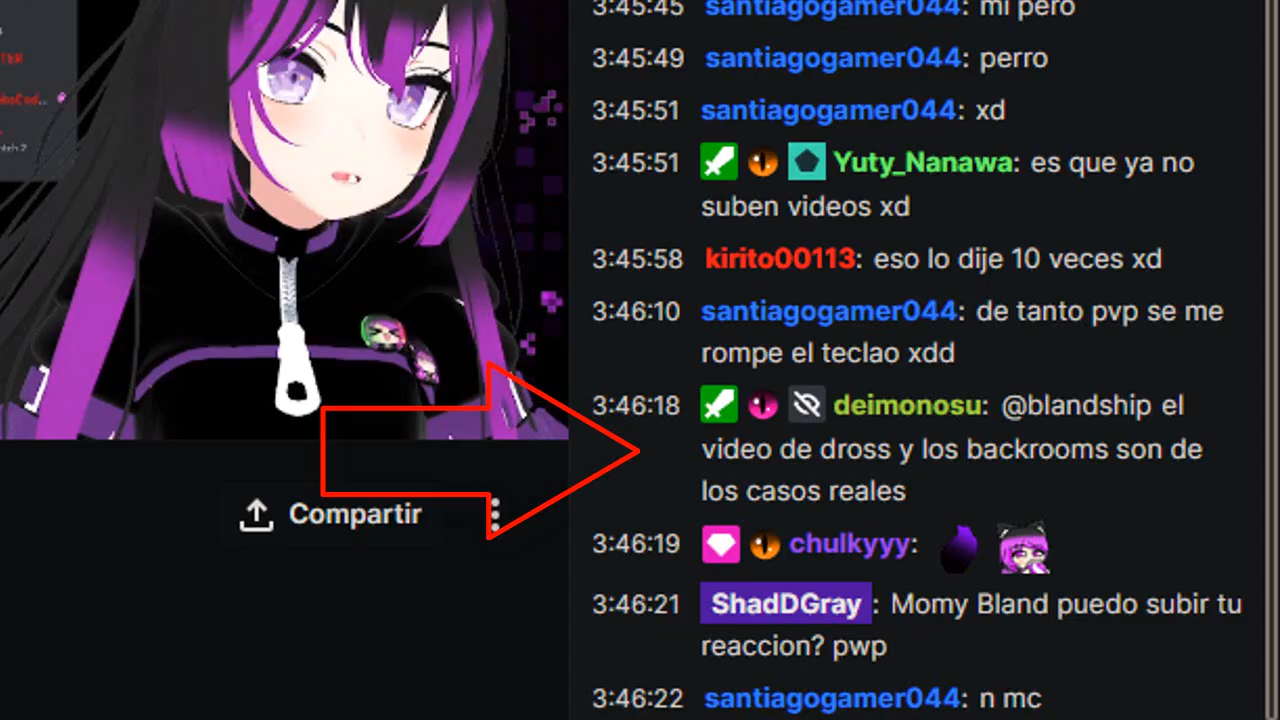 3:45:45 santiagogamer044: mi pero
3:45:49 santiagogamer044: perro
3:45:51 santiagogamer044: xd
3:45:51 Yuty_Nanawa: es que ya no
suben videos xd
3:45:58 kirito00113: eso lo dije 10 veces xd
3:46:10 santiagogamer044: de tanto pvp se me
rompe el teclao xdd
3:46:18 deimonosu: @blandship el
video de dross y los backrooms son de
los casos reales
Compartir
3:46:19 chulkyyy:
3:46:21 ShadDGray: Momy Bland puedo subir tu
reaccion? pwp
3:46:22 santiagogamer044: n mc